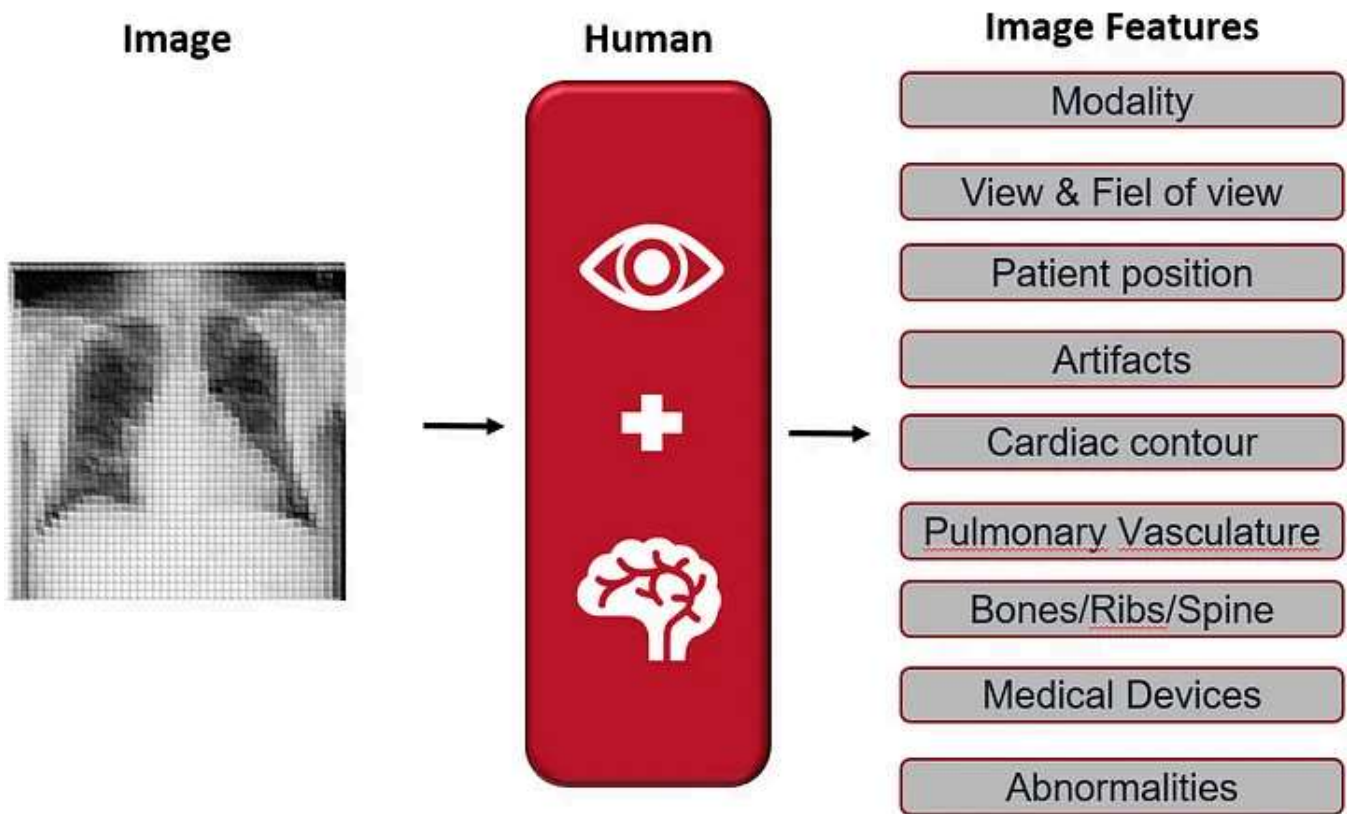 Image
Human
Image Features
Modality
View & Fiel of view
Patient position
Artifacts
Cardiac contour
Pulmonary Vasculature
Bones/Ribs/Spine
Medical Devices
Abnormalities